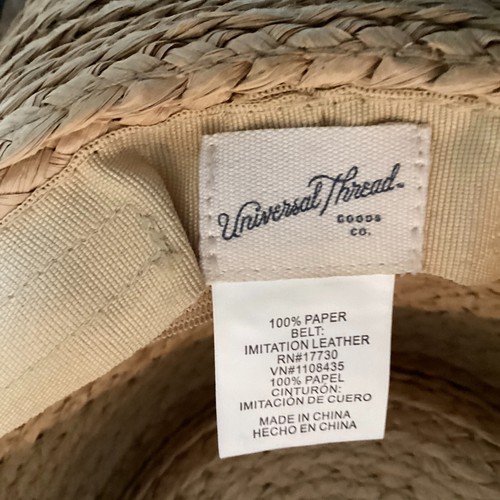 Universal Thread™
GOODS
CO.
100% PAPER
BELT:
IMITATION LEATHER
RN#17730
VN#1108435
100% PAPEL
CINTURÓN:
IMITACIÓN DE CUERO
MADE IN CHINA
HECHO EN CHINA